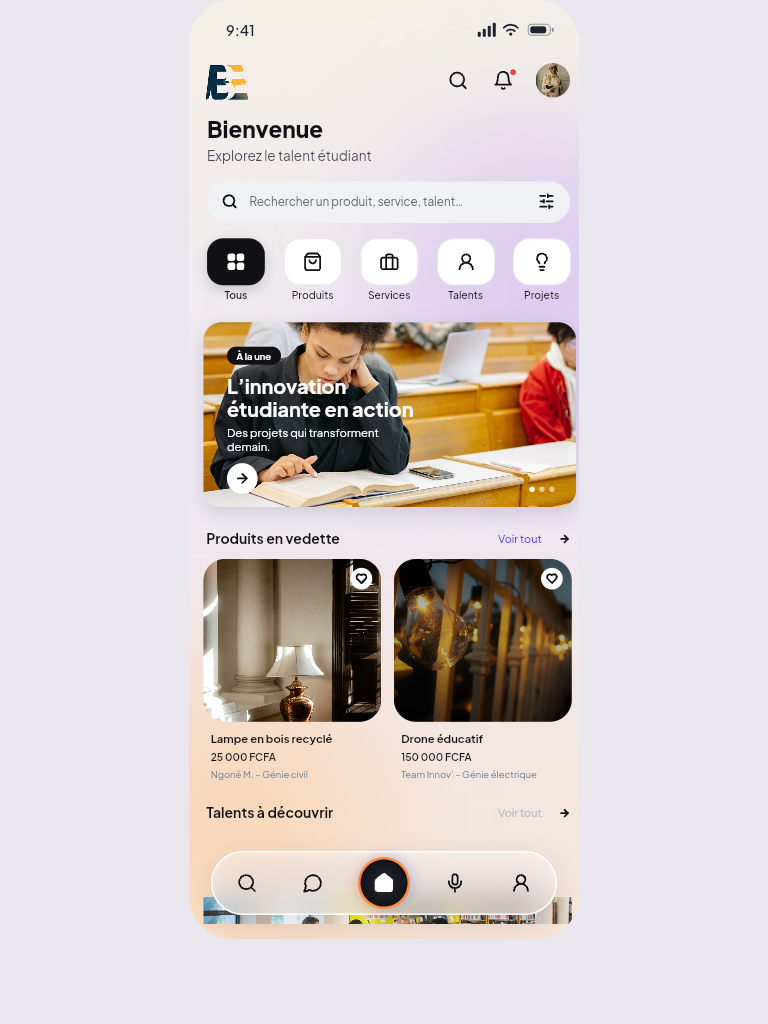 9:41
Bienvenue
Explorez le talent étudiant
Rechercher un produit, service, talent...
Tous
Produits
Services
Talents
Projets
À la une
L'innovation
étudiante en action
Des projets qui transforment
demain.
Produits en vedette
Voir tout
Lampe en bois recyclé
25 000 FCFA
Ngoné M. – Génie civil
Drone éducatif
150 000 FCFA
Team Innov' – Génie électrique
Talents à découvrir
Voir tout